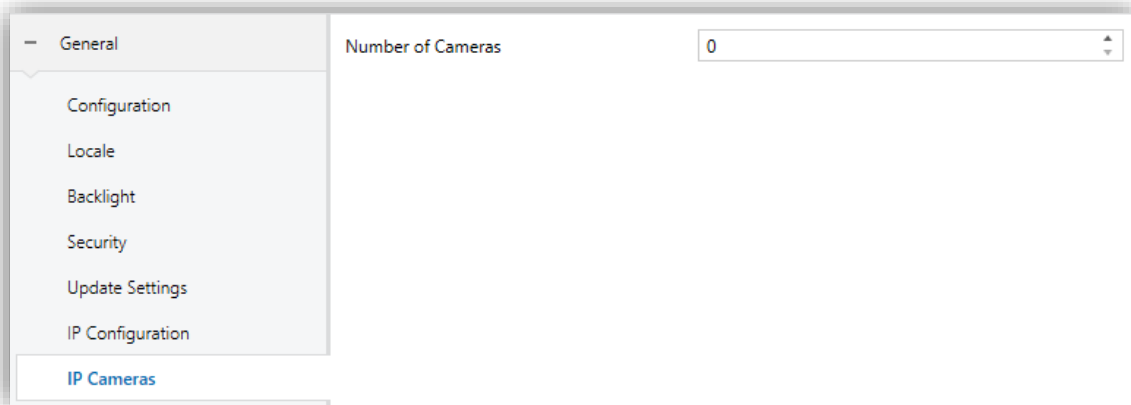 General
Number of Cameras 0
Configuration
Locale
Backlight
Security
Update Settings
IP Configuration
IP Cameras